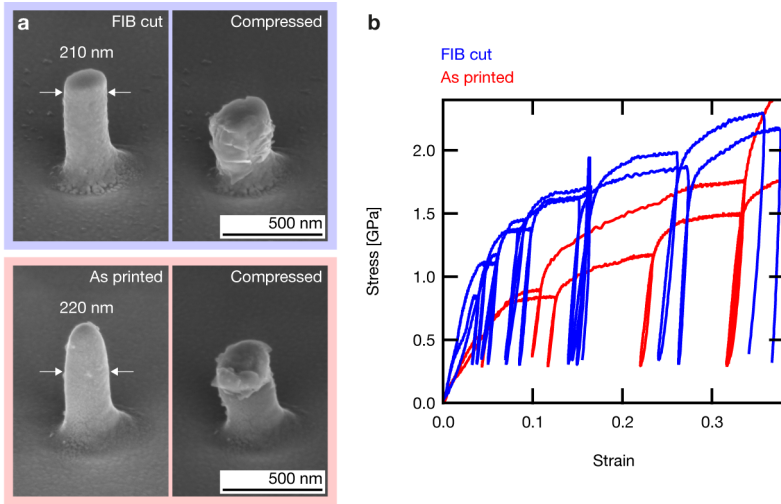 a
FIB cut
Compressed
210 nm
500 nm
As printed
Compressed
220 nm
500 nm
b
FIB cut
As printed
2.0
1.5
1.0
0.5
0.0
Stress [GPa]
0.0
0.1
0.2
0.3
Strain